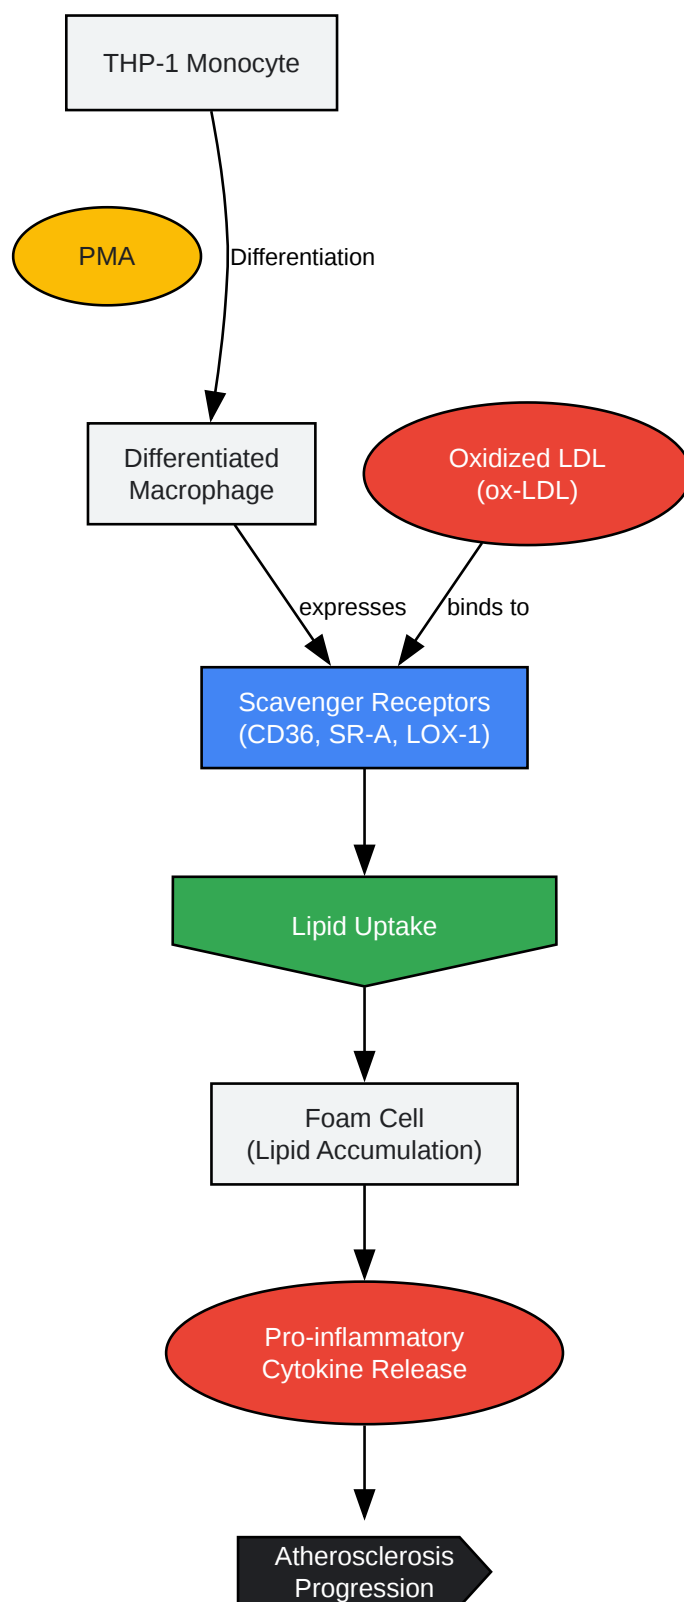 THP-1 Monocyte
PMA
Differentiation
Differentiated
Macrophage
Oxidized LDL
(ox-LDL)
expresses
binds to
Scavenger Receptors
(CD36, SR-A, LOX-1)
Lipid Uptake
Foam Cell
(Lipid Accumulation)
Pro-inflammatory
Cytokine Release
Atherosclerosis
Progression